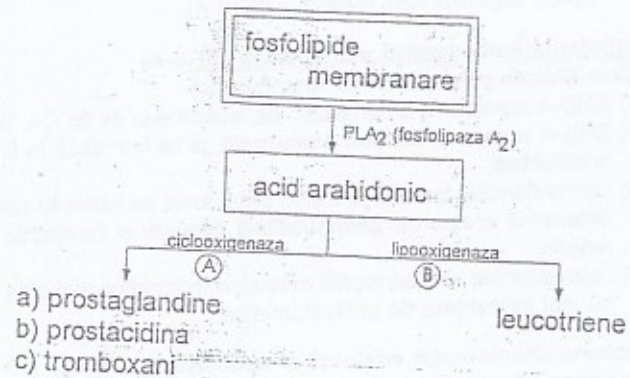 fosfolipide
membranare
PLA2 (fosfolipaza A2)
acid arahidonic
ciclooxigenaza
lipooxigenaza
A
B
a) prostaglandine
b) prostacidina
c) tromboxani
leucotriene